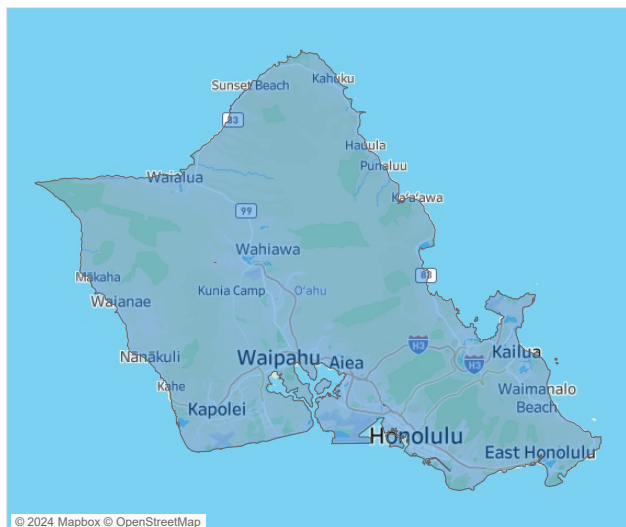 Kahuku
Sunset Beach
83
Hauula
Punaluu
Waialua
Ka'a'awa
99
Wahiawa
Mākaha
83
Kunia Camp
O'ahu
Waianae
H3
Nānākuli
Waipahu
Aiea
Kailua
H3
Kahe
Waimanalo
Beach
Kapolei
Honolulu
East Honolulu
© 2024 Mapbox © OpenStreetMap